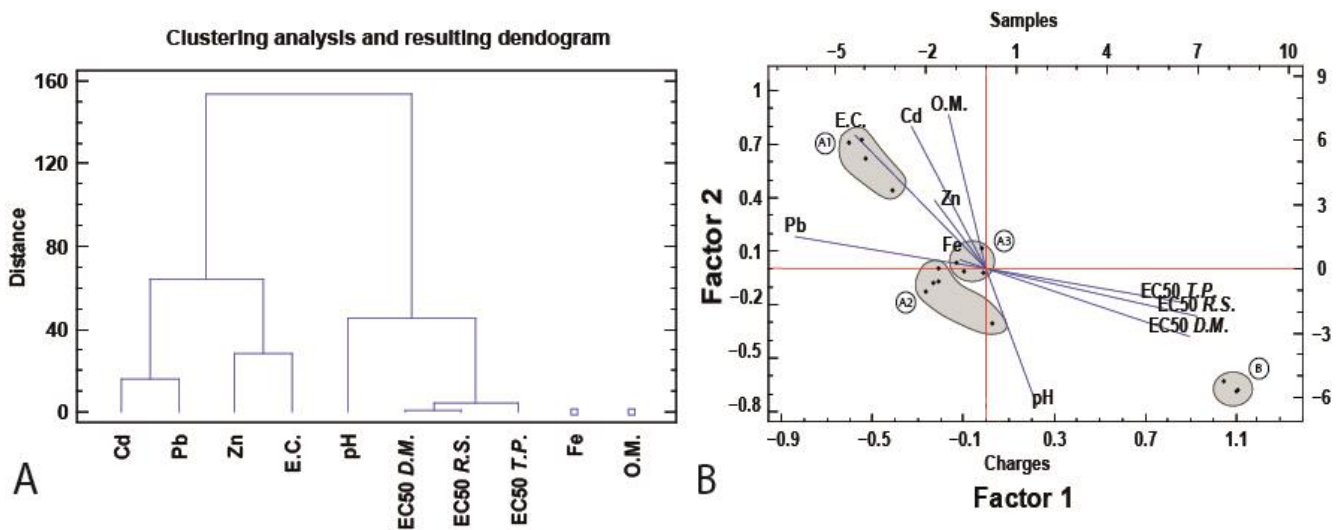 Clustering analysis and resulting dendogram
160
120
80
40
0
Distance
Cd
Pb
Zn
E.C.
pH
EC50 D.M.
EC50 R.S.
EC50 T.P.
Fe
O.M.
A
Samples
−5
−2
1
4
7
10
1
0.7
0.4
0.1
−0.2
−0.5
−0.8
Factor 2
9
6
3
0
−3
−6
E.C.
Cd
O.M.
A1
Zn
Pb
Fe
A3
A2
EC50 T.P.
EC50 R.S.
EC50 D.M.
pH
B
−0.9
−0.5
−0.1
0.3
0.7
1.1
Charges
Factor 1
B